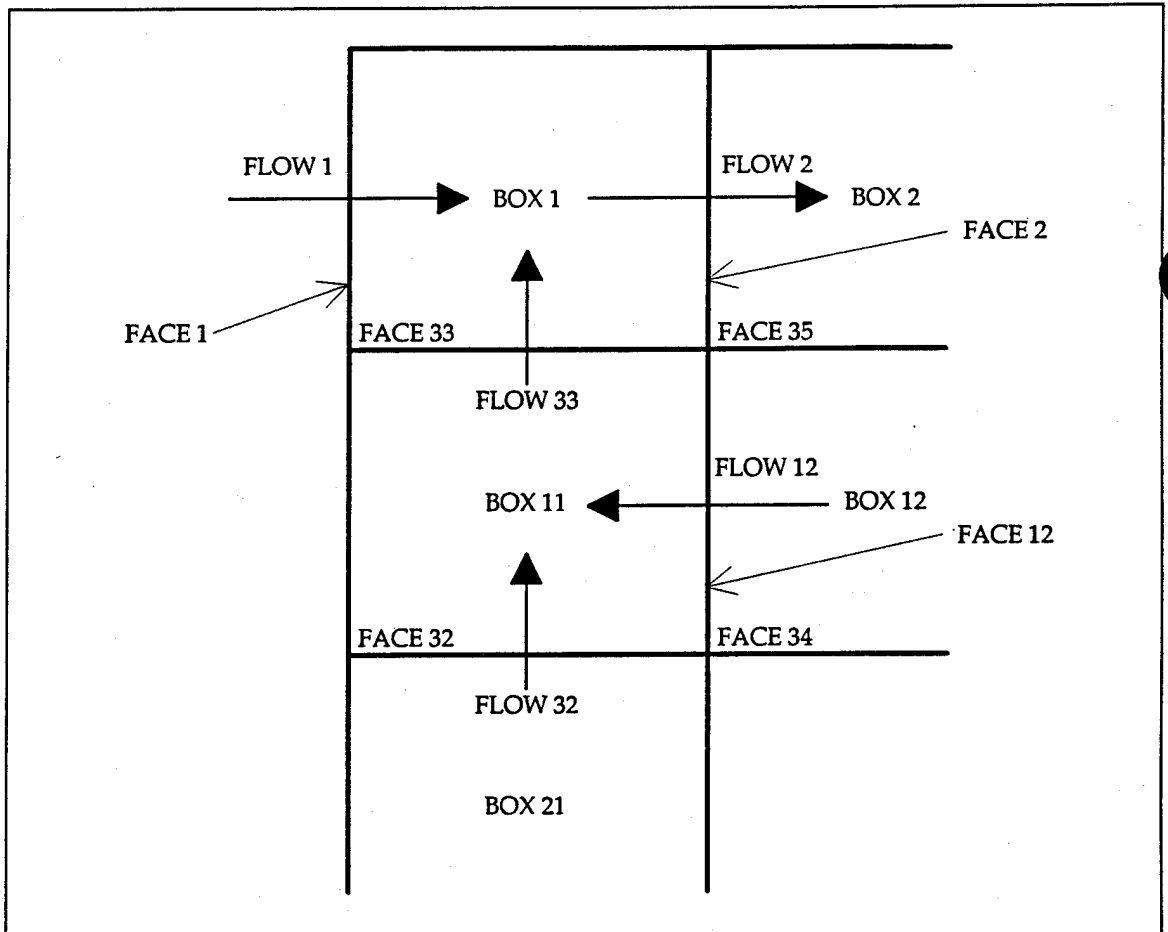 FLOW 1
FLOW 2
BOX 1
BOX 2
FACE 2
FACE 1
FACE 33
FACE 35
FLOW 33
FLOW 12
BOX 11
BOX 12
FACE 12
FACE 32
FACE 34
FLOW 32
BOX 21